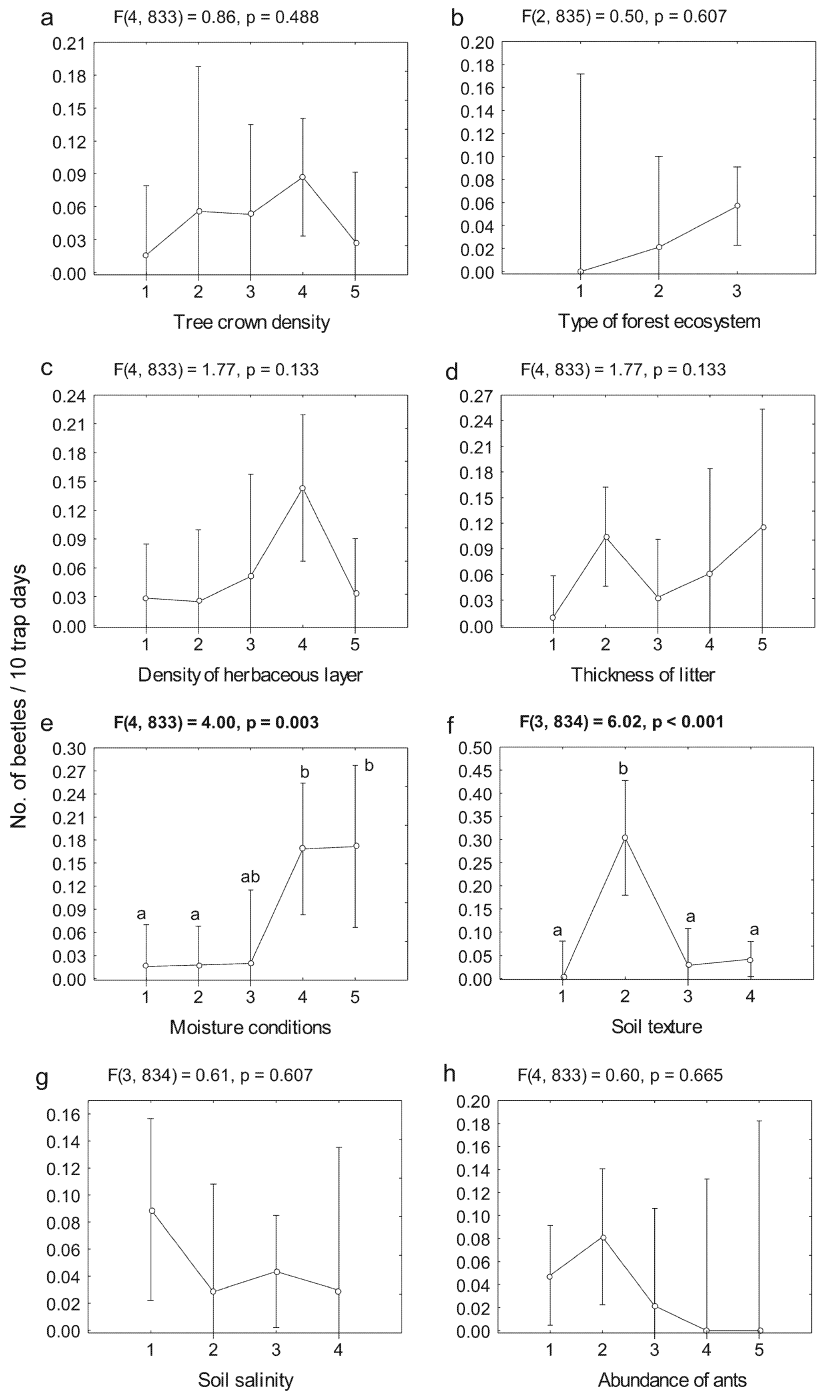 No. of beetles / 10 trap days
a
F(4, 833) = 0.86, p = 0.488
0.21
0.18
0.15
0.12
0.09
0.06
0.03
0.00
1 2 3 4 5
Tree crown density
b
F(2, 835) = 0.50, p = 0.607
0.20
0.18
0.16
0.14
0.12
0.10
0.08
0.06
0.04
0.02
0.00
1 2 3
Type of forest ecosystem
c
F(4, 833) = 1.77, p = 0.133
0.24
0.21
0.18
0.15
0.12
0.09
0.06
0.03
0.00
1 2 3 4 5
Density of herbaceous layer
d
F(4, 833) = 1.77, p = 0.133
0.27
0.24
0.21
0.18
0.15
0.12
0.09
0.06
0.03
0.00
1 2 3 4 5
Thickness of litter
e
F(4, 833) = 4.00, p = 0.003
0.30
0.27
0.24
0.21
0.18
0.15
0.12
0.09
0.06
0.03
0.00
a a ab b b
1 2 3 4 5
Moisture conditions
f
F(3, 834) = 6.02, p < 0.001
0.50
0.45
0.40
0.35
0.30
0.25
0.20
0.15
0.10
0.05
0.00
a b a a
1 2 3 4
Soil texture
g
F(3, 834) = 0.61, p = 0.607
0.16
0.14
0.12
0.10
0.08
0.06
0.04
0.02
0.00
1 2 3 4
Soil salinity
h
F(4, 833) = 0.60, p = 0.665
0.20
0.18
0.16
0.14
0.12
0.10
0.08
0.06
0.04
0.02
0.00
1 2 3 4 5
Abundance of ants